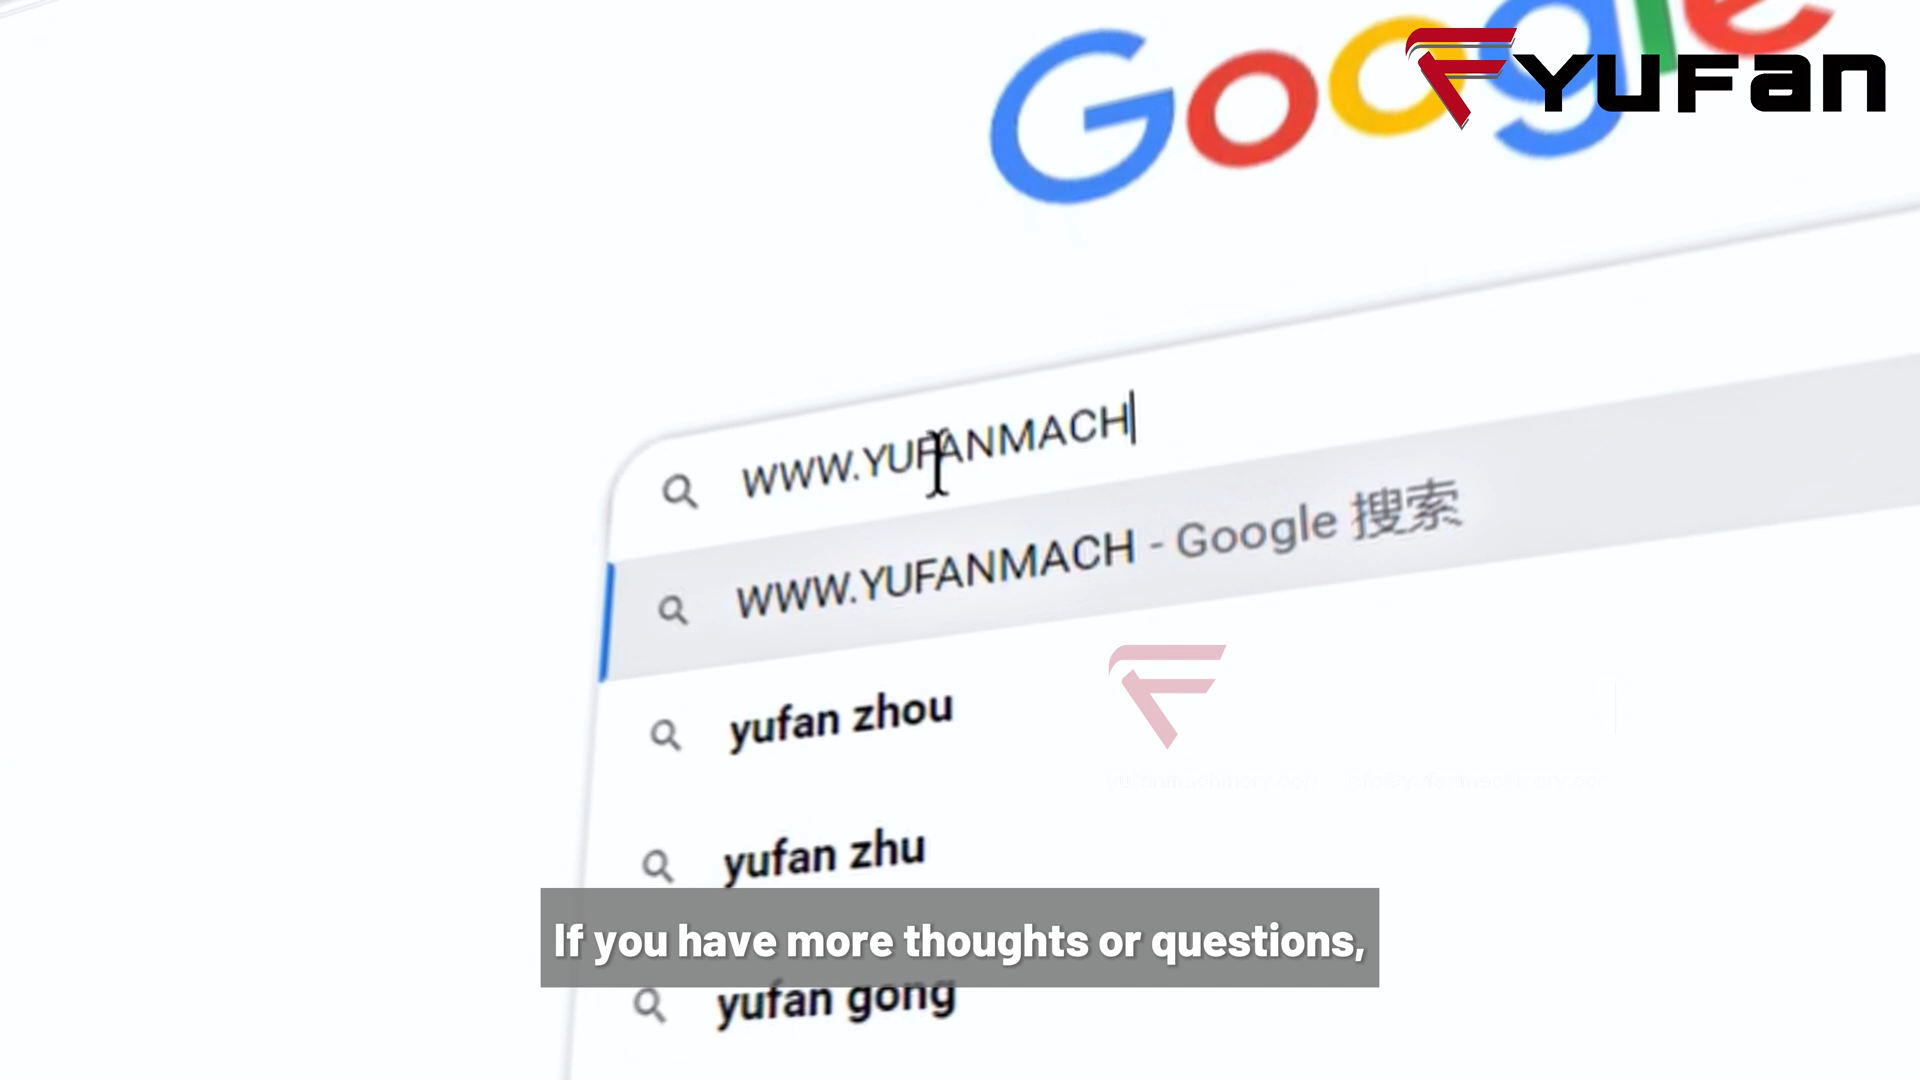 Google
YUFan
WWW.YUFANMACH
WWW.YUFANMACH - Google 搜索
yufan zhou
yufan zhu
If you have more thoughts or questions,
yufan gong